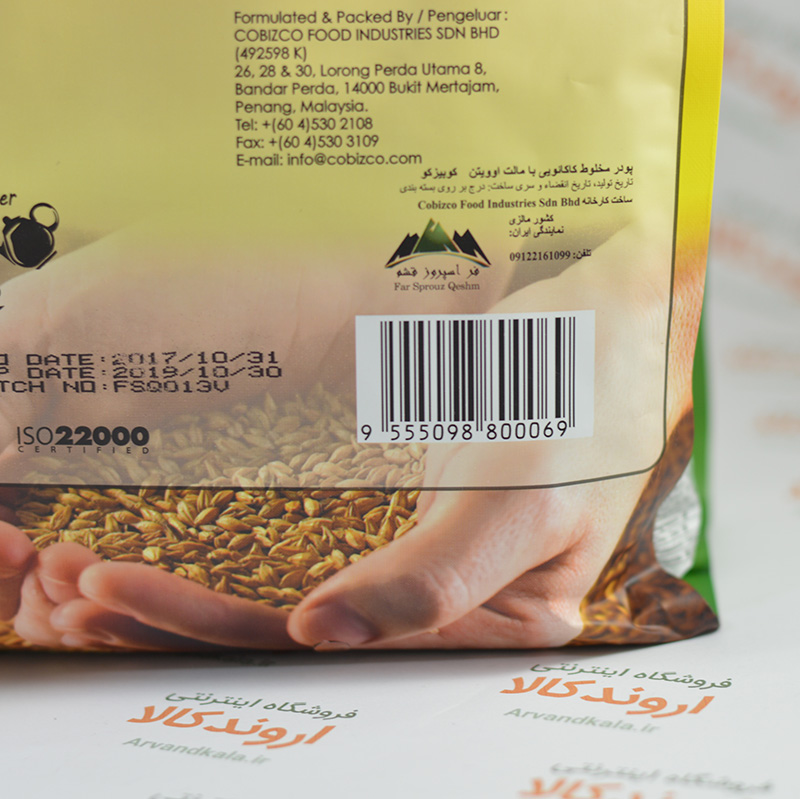 Formulated & Packed By / Pengeluar :
COBIZCO FOOD INDUSTRIES SDN BHD
(492598 K)
26, 28 & 30, Lorong Perda Utama 8,
Bandar Perda, 14000 Bukit Mertajam,
Penang, Malaysia.
Tel: +(60 4)530 2108
Fax: +(60 4)530 3109
E-mail: info@cobizco.com
پودر مخلوط کاکائویی با مالت اوویتن کوبیزکو
تاریخ تولید، تاریخ انقضاء و سری ساخت: درج بر روی بسته بندی
ساخت کارخانه Cobizco Food Industries Sdn Bhd
کشور مالزی
نمایندگی ایران:
تلفن: 09122161099
فر اسپروز قشم
Far Sprouz Qeshm
DATE:2017/10/31
DATE:2019/10/30
TCH NO:FSQ013V
ISO22000
CERTIFIED
9 555098 800069
فروشگاه اینترنتی
اروندکالا
Arvandkala.ir
فروشگاه اینترنتی
اروندکالا
Arvandkala.ir
فروشگاه اینترنتی